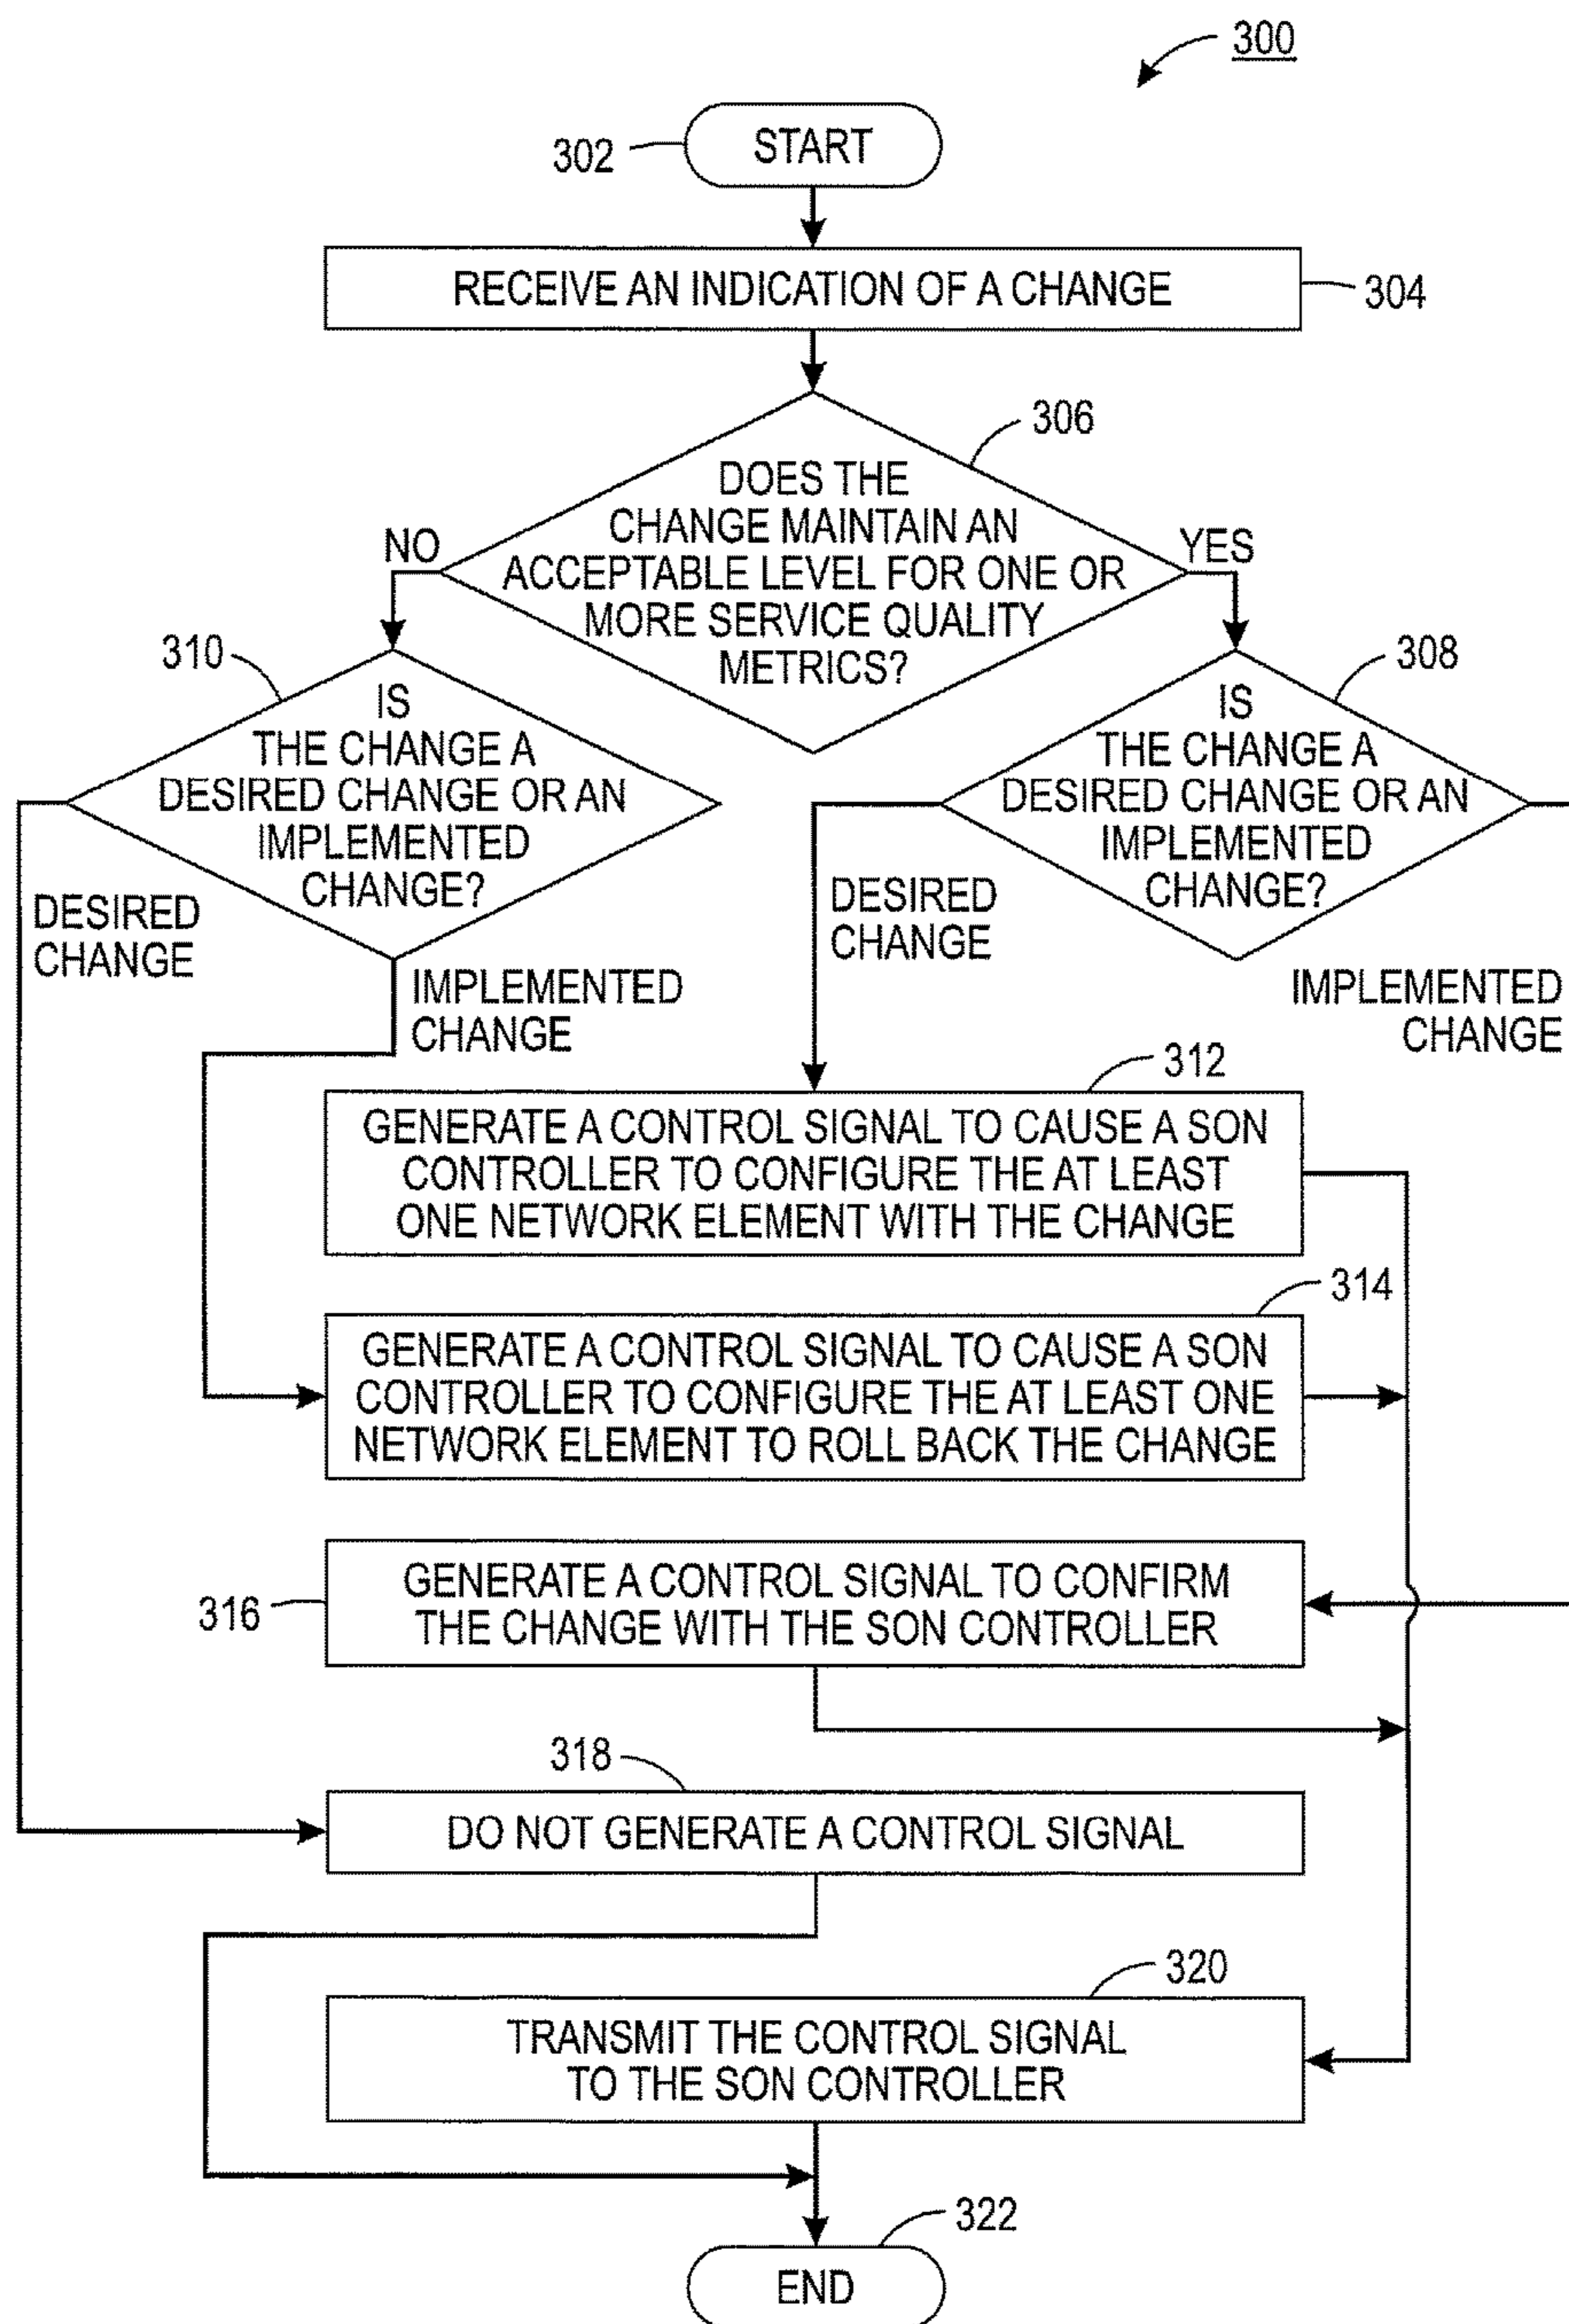 300
302
START
RECEIVE AN INDICATION OF A CHANGE
304
306
DOES THE
CHANGE MAINTAIN AN
ACCEPTABLE LEVEL FOR ONE OR
MORE SERVICE QUALITY
METRICS?
NO
YES
310
IS
THE CHANGE A
DESIRED CHANGE OR AN
IMPLEMENTED
CHANGE?
308
IS
THE CHANGE A
DESIRED CHANGE OR AN
IMPLEMENTED
CHANGE?
DESIRED
CHANGE
IMPLEMENTED
CHANGE
DESIRED
CHANGE
IMPLEMENTED
CHANGE
312
GENERATE A CONTROL SIGNAL TO CAUSE A SON
CONTROLLER TO CONFIGURE THE AT LEAST
ONE NETWORK ELEMENT WITH THE CHANGE
314
GENERATE A CONTROL SIGNAL TO CAUSE A SON
CONTROLLER TO CONFIGURE THE AT LEAST ONE
NETWORK ELEMENT TO ROLL BACK THE CHANGE
316
GENERATE A CONTROL SIGNAL TO CONFIRM
THE CHANGE WITH THE SON CONTROLLER
318
DO NOT GENERATE A CONTROL SIGNAL
320
TRANSMIT THE CONTROL SIGNAL
TO THE SON CONTROLLER
322
END